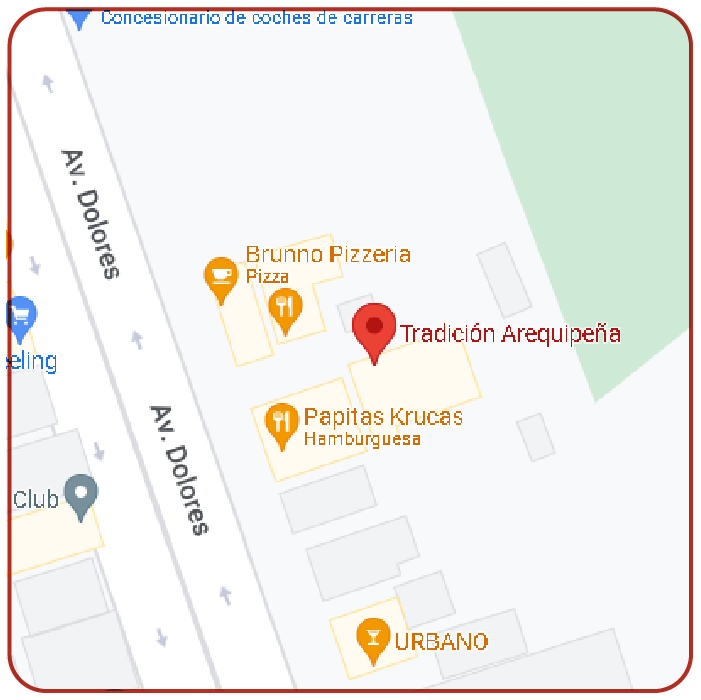 Concesionario de coches de carreras
Av. Dolores
Brunno Pizzeria
Pizza
Tradición Arequipeña
eeling
Papitas Krucas
Hamburguesa
Av. Dolores
Club
URBANO